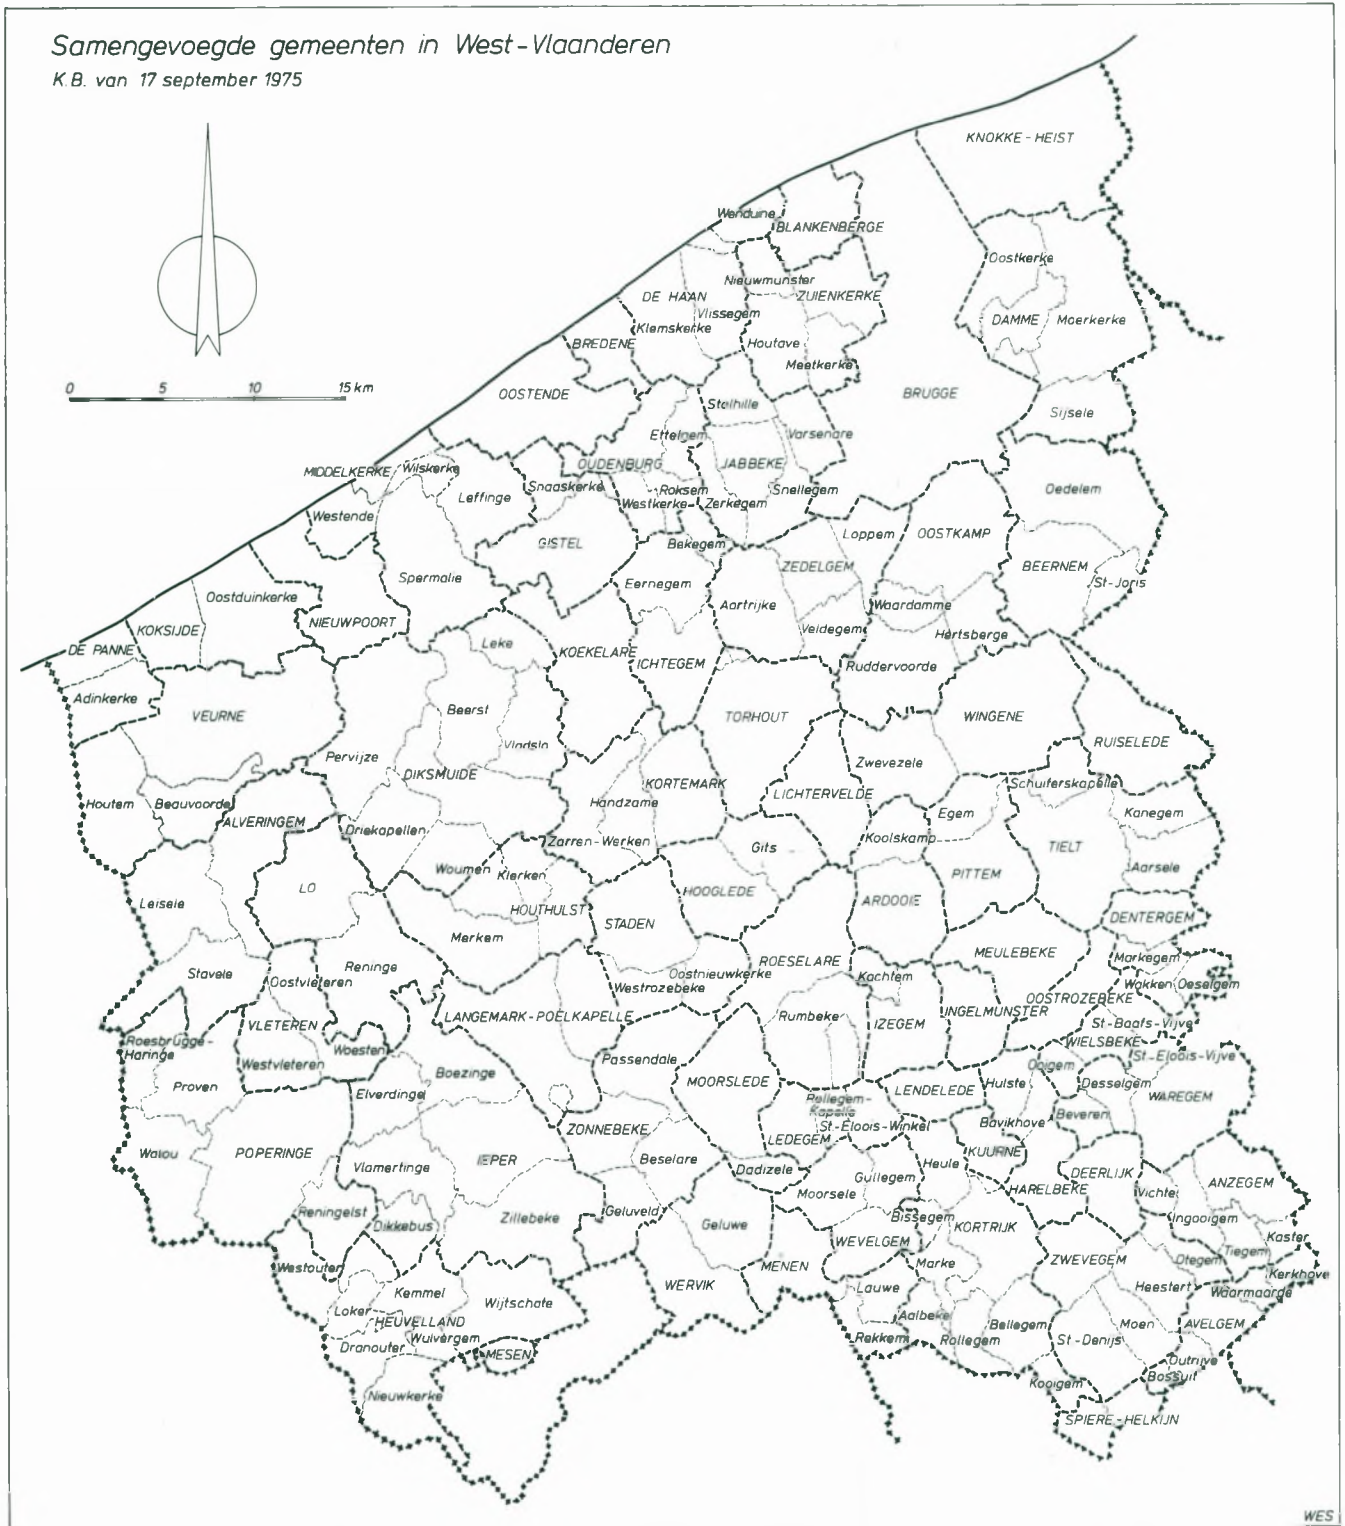 Samengevoegde gemeenten in West-Vlaanderen
K.B. van 17 september 1975
KNOKKE-HEIST
Wenduine
BLANKENBERGE
Oostkerke
Nieuwmunster
DE HAAN
ZUIENKERKE
Vlissegem
DAMME
Moerkerke
Klemskerke
BREDENE
Houtave
Meetkerke
0 5 10 15 km
OOSTENDE
BRUGGE
Stalhille
Sijsele
Ettelgem
Varsenare
MIDDELKERKE
Wilskerke
OUDENBURG
JABBEKE
Leffinge
Snaaskerke
Roksem
Snellegem
Oedelem
Westkerke
Zerkegem
Westende
Loppem
OOSTKAMP
GISTEL
Bekegem
ZEDELGEM
BEERNEM
Spermalie
Eernegem
St-Joris
Oostduinkerke
Aartrijke
Waardamme
KOKSIJDE
NIEUWPOORT
Veldegem
Hertsberge
DE PANNE
Leke
KOEKELARE
ICHTEGEM
Ruddervoorde
Adinkerke
Beerst
VEURNE
TORHOUT
WINGENE
Vladslo
RUISELEDE
Pervijze
Zwevezele
DIKSMUIDE
KORTEMARK
Schuiferskapelle
Houtem
Beauvoorde
Handzame
LICHTERVELDE
Egem
Kanegem
ALVERINGEM
Driekapellen
Zarren-Werken
Koolskamp
Gits
TIELT
Woumen
Klerken
Aarsele
LO
PITTEM
HOOGLEDE
ARDOOIE
Leisele
HOUTHULST
STADEN
DENTERGEM
Merkem
MEULEBEKE
Markegem
Stavele
Reninge
ROESELARE
Oostnieuwkerke
Kachtem
Oostvleteren
Westrozebeke
Wakken
Oeselgem
OOSTROZEBEKE
LANGEMARK-POELKAPELLE
Rumbeke
IZEGEM
INGELMUNSTER
VLETEREN
St-Baafs-Vijve
Roesbrugge-
Haringe
Woesten
WIELSBEKE
Westvleteren
Passendale
St-Eloois-Vijve
Ooigem
Proven
Boezinge
MOORSLEDE
LENDELEDE
Hulste
Desselgem
Elverdinge
Rollegem-
Kapelle
WAREGEM
Beveren
ZONNEBEKE
St-Eloois-Winkel
Bavikhove
LEDEGEM
Watou
POPERINGE
KUURNE
Vlamertinge
IEPER
Beselare
Dadizele
Heule
DEERLIJK
Gullegem
HARELBEKE
ANZEGEM
Moorsele
Vichte
Reningelst
Dikkebus
Zillebeke
Geluveld
Geluwe
Bissegem
KORTRIJK
Ingooigem
WEVELGEM
Kaster
Tiegem
Westouter
MENEN
Marke
ZWEVEGEM
Otegem
Kerkhove
WERVIK
Lauwe
Heestert
Waarmaarde
Kemmel
Wijtschate
Loker
HEUVELLAND
Aalbeke
Bellegem
Moen
AVELGEM
Wulvergem
Rekkem
Rollegem
St-Denijs
Dranouter
MESEN
Outrijve
Bossuit
Nieuwkerke
Kooigem
SPIERE-HELKIJN
WES